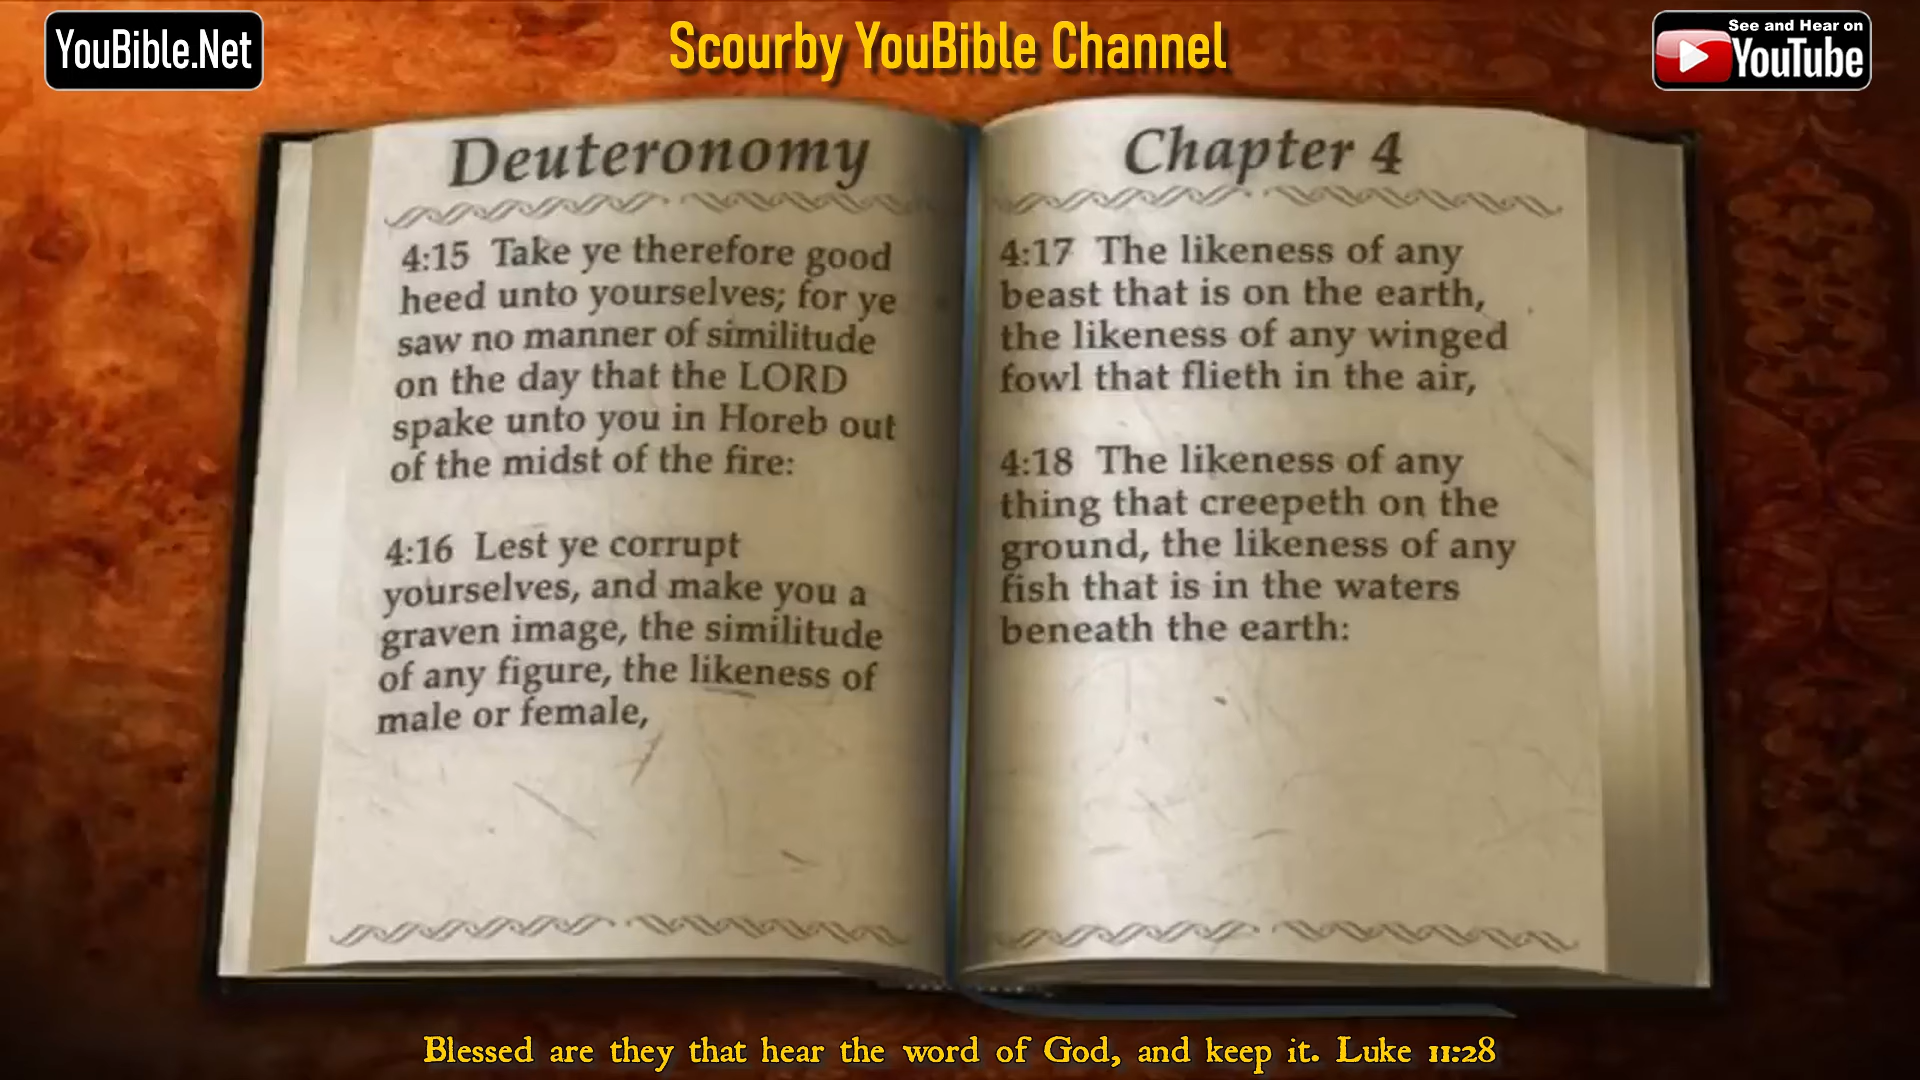 YouBible.Net
Scourby YouBible Channel
See and Hear on
YouTube
Deuteronomy
4:15 Take ye therefore good
heed unto yourselves; for ye
saw no manner of similitude
on the day that the LORD
spake unto you in Horeb out
of the midst of the fire:
4:16 Lest ye corrupt
yourselves, and make you a
graven image, the similitude
of any figure, the likeness of
male or female,
Chapter 4
4:17 The likeness of any
beast that is on the earth,
the likeness of any winged
fowl that flieth in the air,
4:18 The likeness of any
thing that creepeth on the
ground, the likeness of any
fish that is in the waters
beneath the earth:
Blessed are they that hear the word of God, and keep it. Luke 11:28